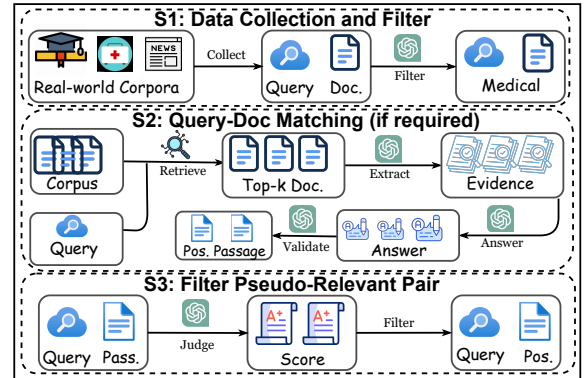 S1: Data Collection and Filter
NEWS
Collect
Filter
Real-world Corpora
Query Doc.
Medical
S2: Query-Doc Matching (if required)
Corpus
Retrieve
Top-k Doc.
Extract
Evidence
Query
Pos. Passage
Validate
A A A
Answer
Answer
S3: Filter Pseudo-Relevant Pair
A+ A+
Query Pass.
Judge
Score
Filter
Query Pos.